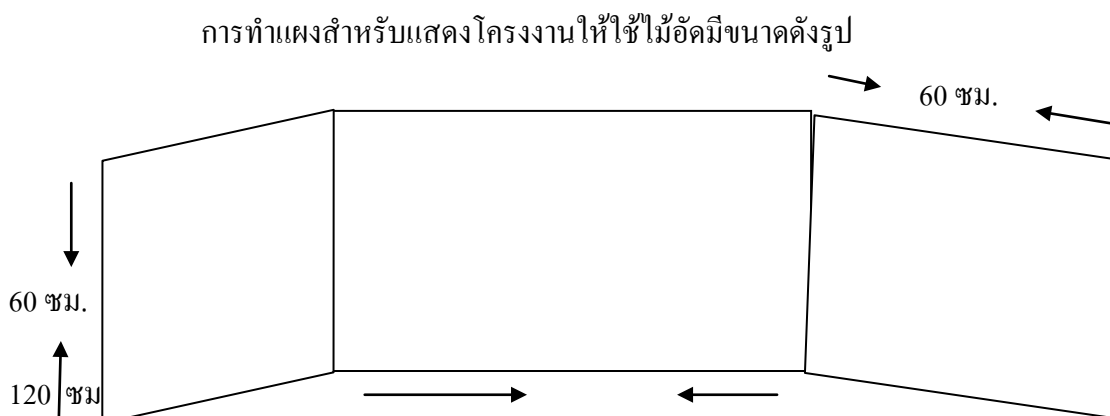 การทำแผงสำหรับแสดงโครงงานให้ใช้ไม้อัดมีขนาดดังรูป
60 ซม.
60 ซม.
120 ซม